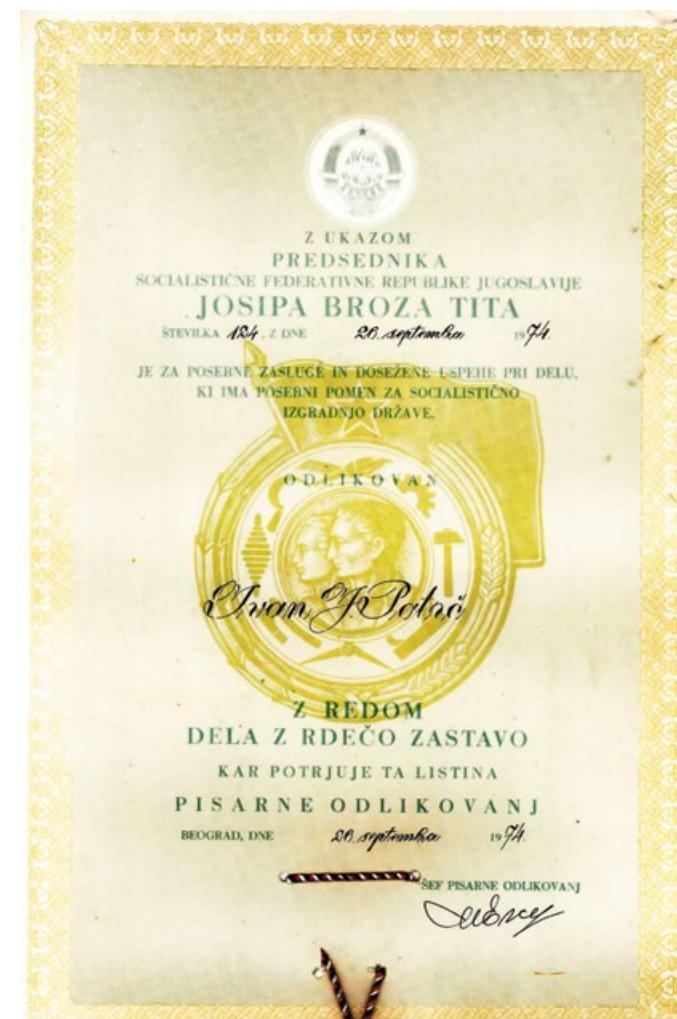 Z UKAZOM
PREDSEDNIKA
SOCIALISTIČNE FEDERATIVNE REPUBLIKE JUGOSLAVIJE
JOSIPA BROZA TITA
ŠTEVILKA 124, Z DNE 26. septembra 1974.
JE ZA POSEBNE ZASLUGE IN DOSEŽENE USPEHE PRI DELU,
KI IMA POSEBNI POMEN ZA SOCIALISTIČNO
IZGRADNJO DRŽAVE.
ODLIKOVAN
Ivan J. Potrč
Z REDOM
DELA Z RDEČO ZASTAVO
KAR POTRJUJE TA LISTINA
PISARNE ODLIKOVANJ
BEOGRAD, DNE 26. septembra 1974.
ŠEF PISARNE ODLIKOVANJ